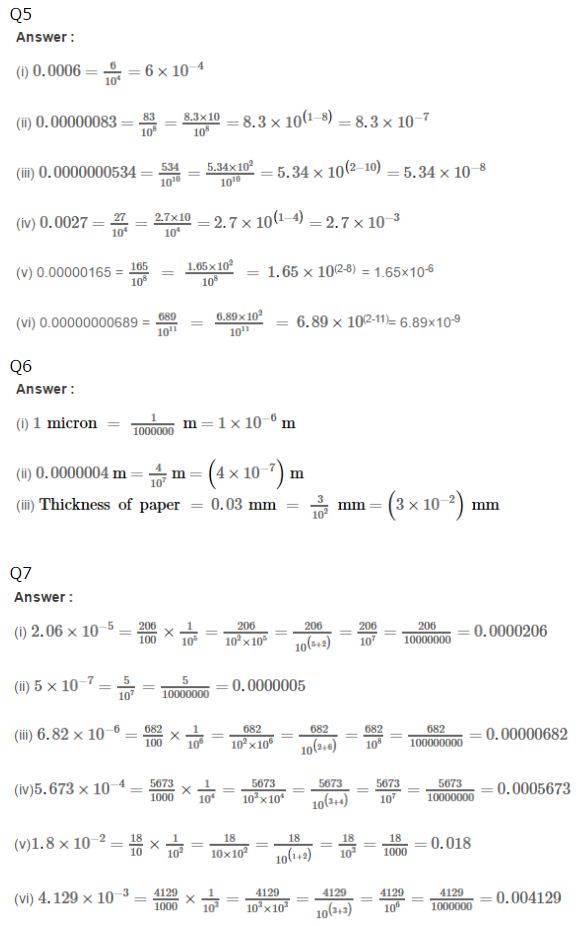 Q5
Answer :
(i) 0.0006 = 6/10⁴ = 6 × 10⁻⁴
(ii) 0.00000083 = 83/10⁸ = 8.3×10/10⁸ = 8.3 × 10⁽¹⁻⁸⁾ = 8.3 × 10⁻⁷
(iii) 0.0000000534 = 534/10¹⁰ = 5.34×10²/10¹⁰ = 5.34 × 10⁽²⁻¹⁰⁾ = 5.34 × 10⁻⁸
(iv) 0.0027 = 27/10⁴ = 2.7×10/10⁴ = 2.7 × 10⁽¹⁻⁴⁾ = 2.7 × 10⁻³
(v) 0.00000165 = 165/10⁸ = 1.65×10²/10⁸ = 1.65 × 10⁽²⁻⁸⁾ = 1.65×10⁻⁶
(vi) 0.00000000689 = 689/10¹¹ = 6.89×10²/10¹¹ = 6.89 × 10⁽²⁻¹¹⁾= 6.89×10⁻⁹
Q6
Answer :
(i) 1 micron = 1/1000000 m = 1 × 10⁻⁶ m
(ii) 0.0000004 m = 4/10⁷ m = (4 × 10⁻⁷) m
(iii) Thickness of paper = 0.03 mm = 3/10² mm = (3 × 10⁻²) mm
Q7
Answer :
(i) 2.06 × 10⁻⁵ = 206/100 × 1/10⁵ = 206/10²×10⁵ = 206/10⁽⁵⁺²⁾ = 206/10⁷ = 206/10000000 = 0.0000206
(ii) 5 × 10⁻⁷ = 5/10⁷ = 5/10000000 = 0.0000005
(iii) 6.82 × 10⁻⁶ = 682/100 × 1/10⁶ = 682/10²×10⁶ = 682/10⁽²⁺⁶⁾ = 682/10⁸ = 682/100000000 = 0.00000682
(iv)5.673 × 10⁻⁴ = 5673/1000 × 1/10⁴ = 5673/10³×10⁴ = 5673/10⁽³⁺⁴⁾ = 5673/10⁷ = 5673/10000000 = 0.0005673
(v)1.8 × 10⁻² = 18/10 × 1/10² = 18/10×10² = 18/10⁽¹⁺²⁾ = 18/10³ = 18/1000 = 0.018
(vi) 4.129 × 10⁻³ = 4129/1000 × 1/10³ = 4129/10³×10³ = 4129/10⁽³⁺³⁾ = 4129/10⁶ = 4129/1000000 = 0.004129